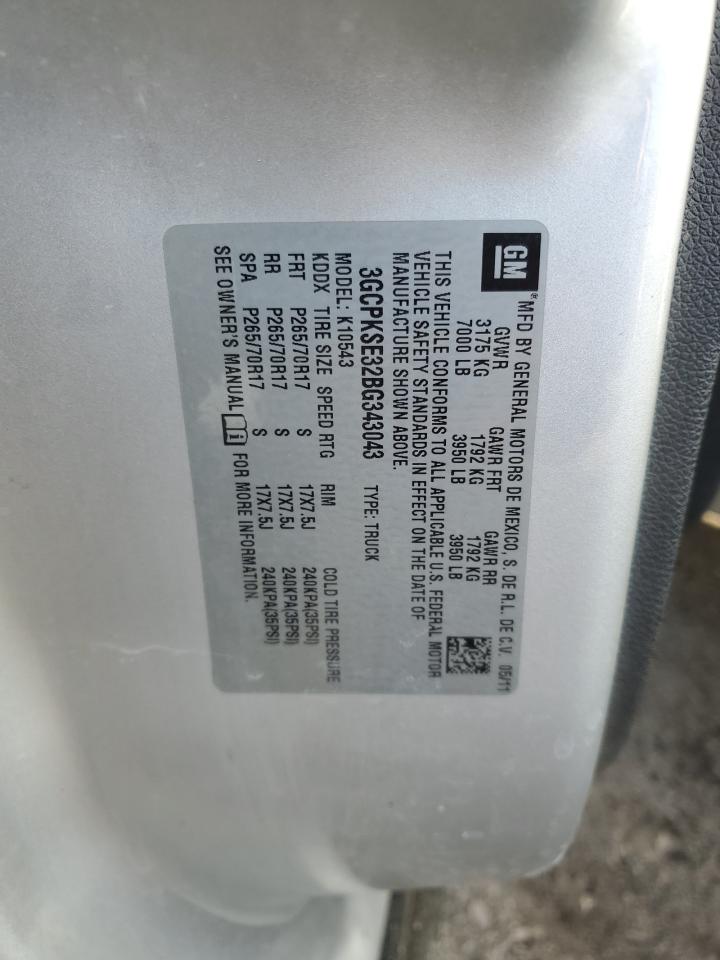 GM ® MFD BY GENERAL MOTORS DE MEXICO, S. DE R.L. DE C.V. 05/11
GVWR GAWR FRT GAWR RR
3175 KG 1792 KG 1792 KG
7000 LB 3950 LB 3950 LB
THIS VEHICLE CONFORMS TO ALL APPLICABLE U.S. FEDERAL MOTOR
VEHICLE SAFETY STANDARDS IN EFFECT ON THE DATE OF
MANUFACTURE SHOWN ABOVE.
3GCPKSE32BG343043 TYPE: TRUCK
MODEL: K10543
KDDX TIRE SIZE SPEED RTG RIM COLD TIRE PRESSURE
FRT P265/70R17 S 17X7.5J 240KPA(35PSI)
RR P265/70R17 S 17X7.5J 240KPA(35PSI)
SPA P265/70R17 S 17X7.5J 240KPA(35PSI)
SEE OWNER'S MANUAL FOR MORE INFORMATION.